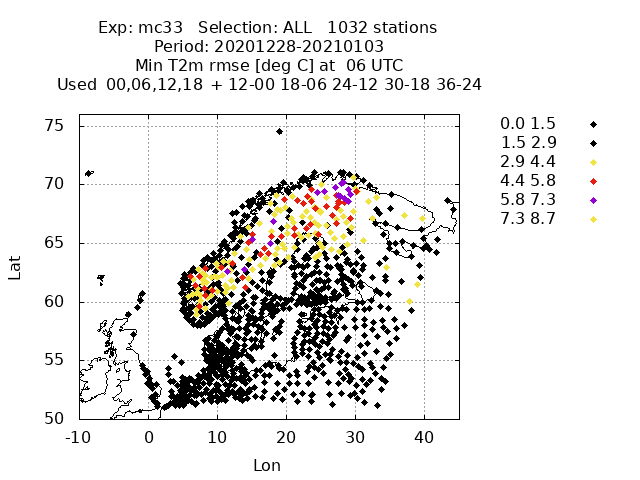 Exp: mc33 Selection: ALL 1032 stations
Period: 20201228-20210103
Min T2m rmse [deg C] at 06 UTC
Used 00,06,12,18 + 12-00 18-06 24-12 30-18 36-24
0.0 1.5
1.5 2.9
2.9 4.4
4.4 5.8
5.8 7.3
7.3 8.7
75
70
65
60
55
50
Lat
-10 0 10 20 30 40
Lon